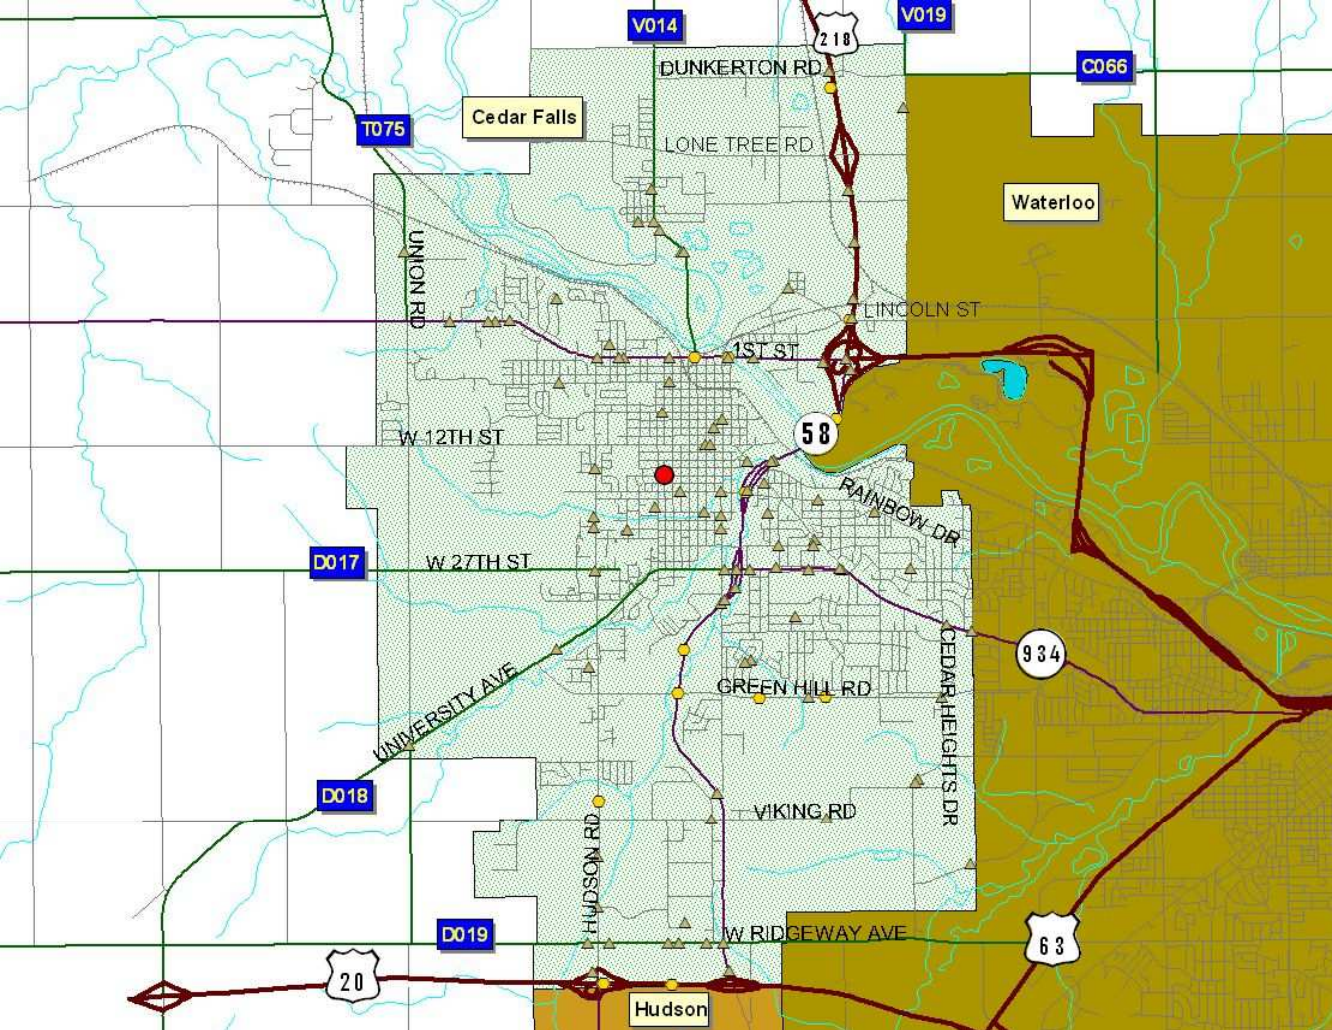 V014
218
V019
DUNKERTON RD
C066
Cedar Falls
T075
LONE TREE RD
Waterloo
UNION RD
LINCOLN ST
1ST ST
58
W 12TH ST
RAINBOW DR
D017
W 27TH ST
934
CEDAR HEIGHTS DR
GREEN HILL RD
UNIVERSITY AVE
D018
VIKING RD
HUDSON RD
D019
W RIDGEWAY AVE
63
20
Hudson